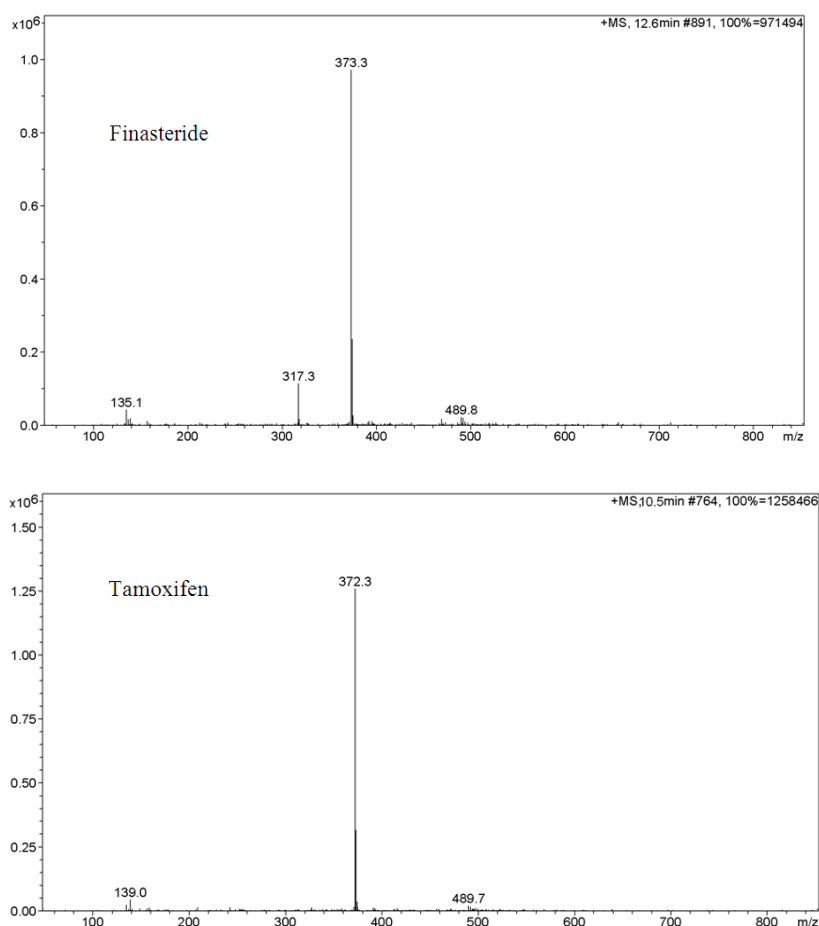 x10⁶
+MS, 12.6min #891, 100%=971494
1.0
373.3
Finasteride
0.8
0.6
0.4
0.2
317.3
135.1
489.8
0.0
100 200 300 400 500 600 700 800 m/z
x10⁶
+MS,10.5min #764, 100%=1258466
1.50
Tamoxifen
372.3
1.25
1.00
0.75
0.50
0.25
139.0
489.7
0.00
100 200 300 400 500 600 700 800 m/z